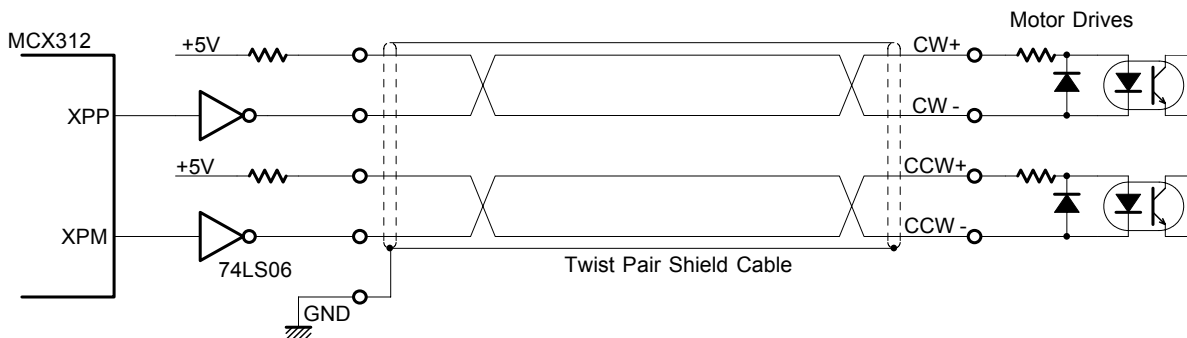 Motor Drives
MCX312
+5V
CW+
XPP
CW -
+5V
CCW+
XPM
CCW -
74LS06
Twist Pair Shield Cable
GND